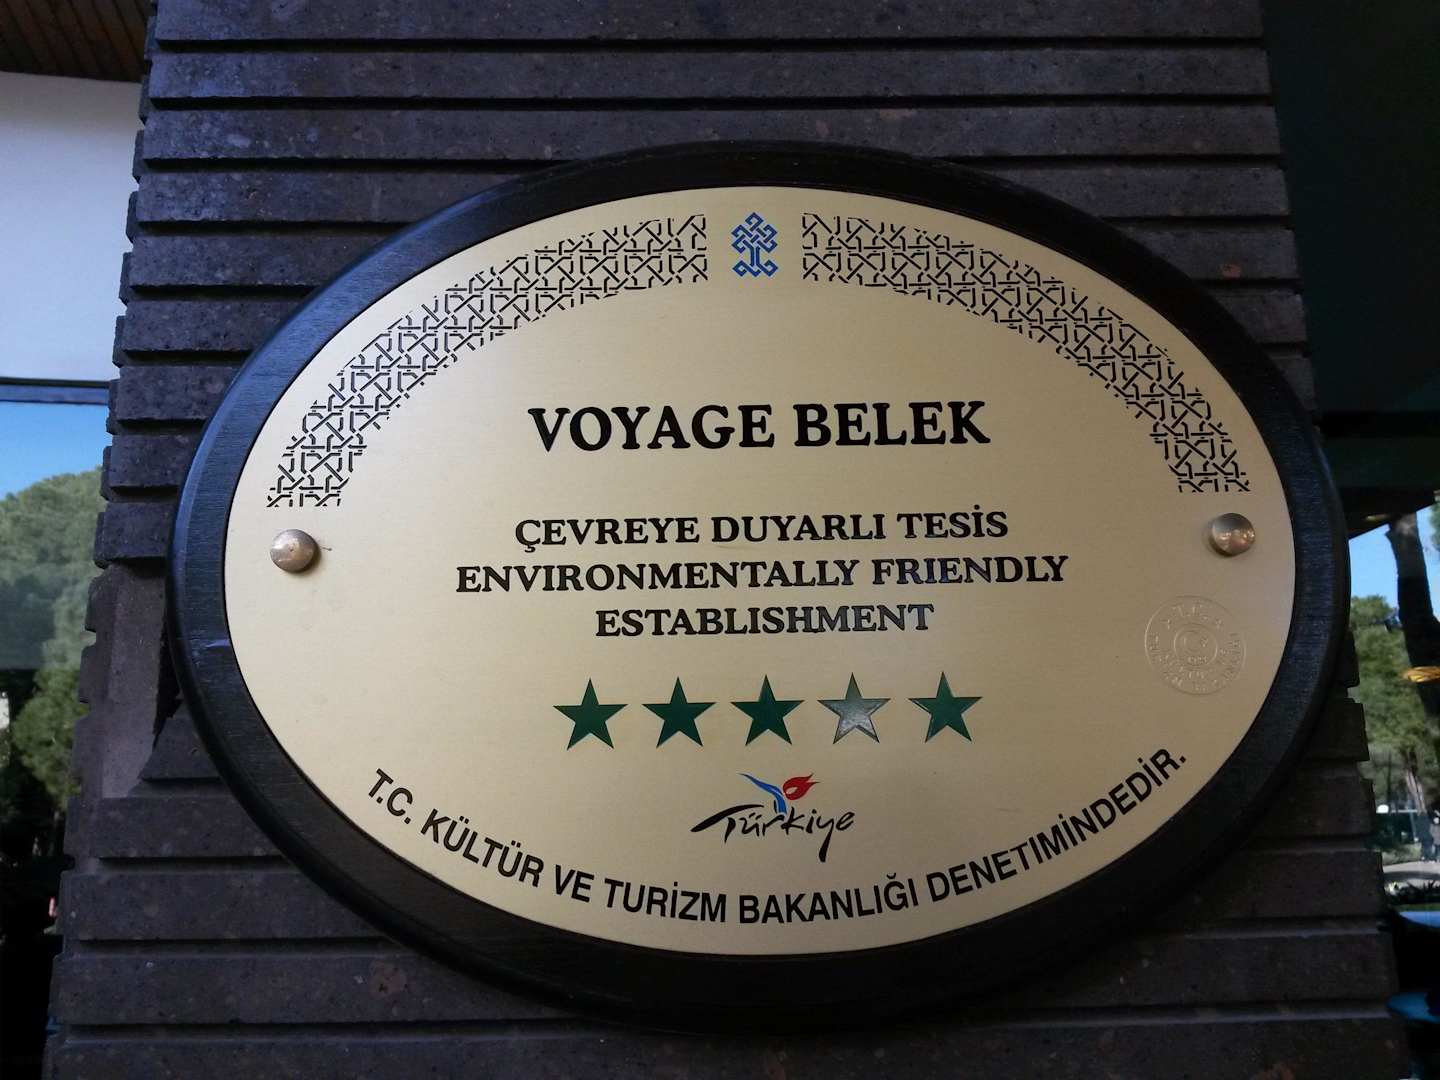 VOYAGE BELEK
ÇEVREYE DUYARLI TESİS
ENVIRONMENTALLY FRIENDLY
ESTABLISHMENT
Türkiye
T.C. KÜLTÜR VE TURİZM BAKANLIĞI DENETİMİNDEDİR.